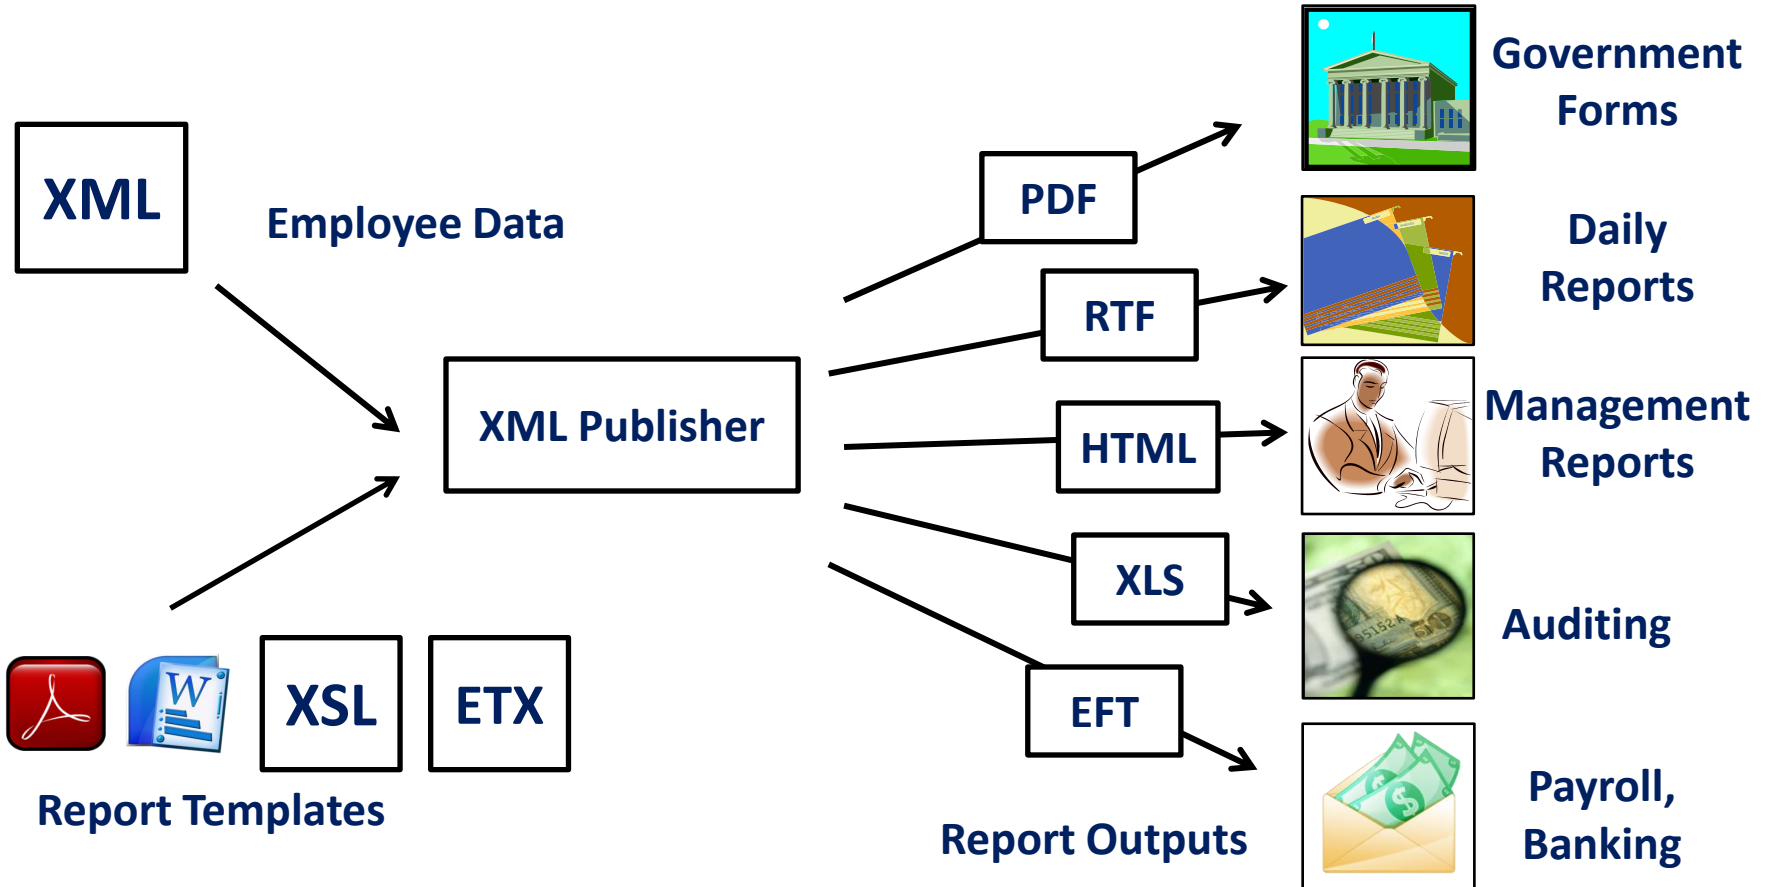 Government
Forms
XML
PDF
Employee Data
Daily
Reports
RTF
XML Publisher
Management
Reports
HTML
XLS
Auditing
W
XSL
ETX
EFT
Report Templates
Report Outputs
Payroll,
Banking